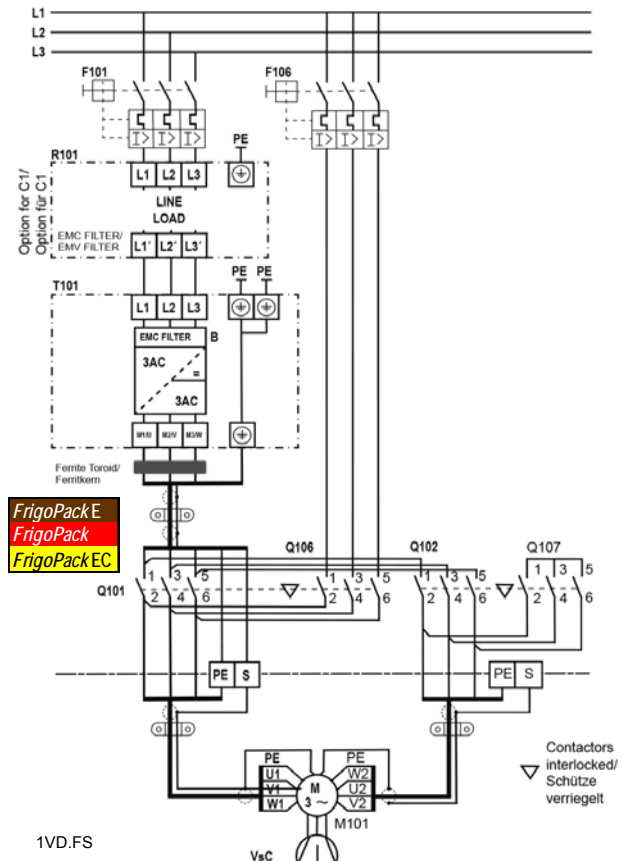 L1
L2
L3
F101
F106
I> I> I>
I> I> I>
R101
PE
L1 L2 L3
Option for C1/
Option für C1
LINE
LOAD
EMC FILTER/
EMV FILTER
L1´ L2´ L3´
PE PE
T101
L1 L2 L3
EMC FILTER B
3AC
=
3AC
M1/U M2/V M3/W
Ferrite Toroid/
Ferritkern
FrigoPack E
FrigoPack
FrigoPack EC
Q106
Q102
Q107
Q101
1 3 5
2 4 6
1 3 5
2 4 6
1 3 5
2 4 6
1 3 5
2 4 6
PE S
PE S
Contactors
interlocked/
Schütze
verriegelt
PE PE
U1 W2
V1 U2
W1 V2
M
3 ~
M101
1VD.FS
VsC